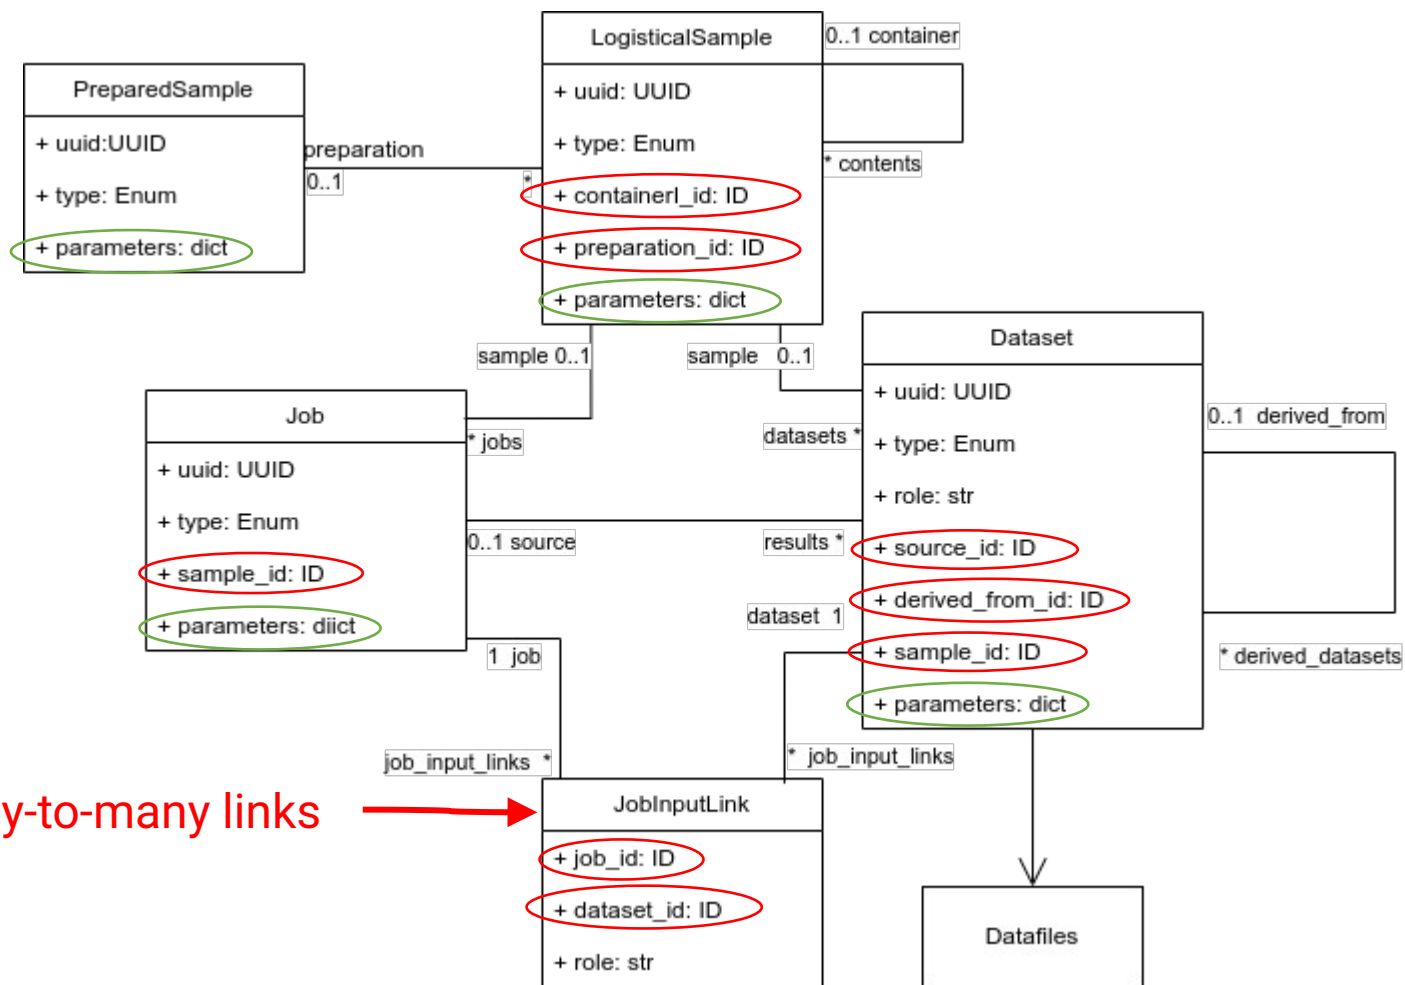 LogisticalSample
+ uuid: UUID
+ type: Enum
+ containerl_id: ID
+ preparation_id: ID
+ parameters: dict
0..1 container
* contents
PreparedSample
+ uuid:UUID
+ type: Enum
+ parameters: dict
preparation
0..1
*
sample 0..1
sample 0..1
Dataset
+ uuid: UUID
+ type: Enum
+ role: str
+ source_id: ID
+ derived_from_id: ID
+ sample_id: ID
+ parameters: dict
0..1 derived_from
* derived_datasets
Job
+ uuid: UUID
+ type: Enum
+ sample_id: ID
+ parameters: diict
* jobs
datasets *
0..1 source
results *
dataset 1
1 job
job_input_links *
* job_input_links
y-to-many links
JobInputLink
+ job_id: ID
+ dataset_id: ID
+ role: str
Datafiles